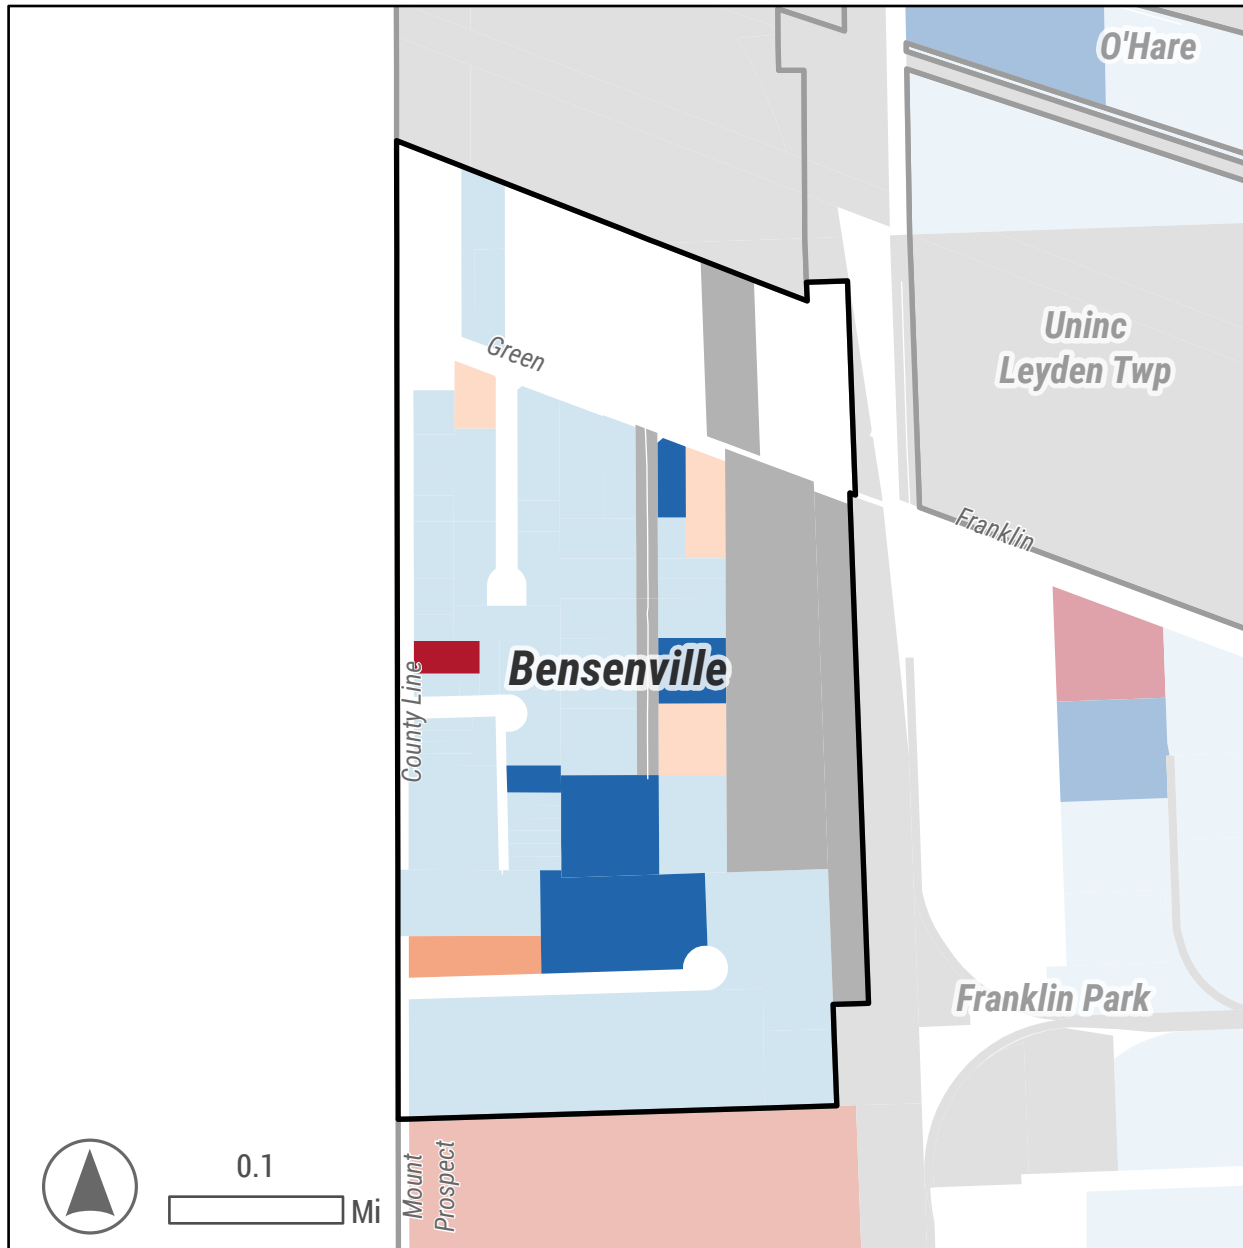 O'Hare
Uninc
Leyden Twp
Green
Franklin
Bensenville
County Line
Franklin Park
Mount
Prospect
0.1
Mi